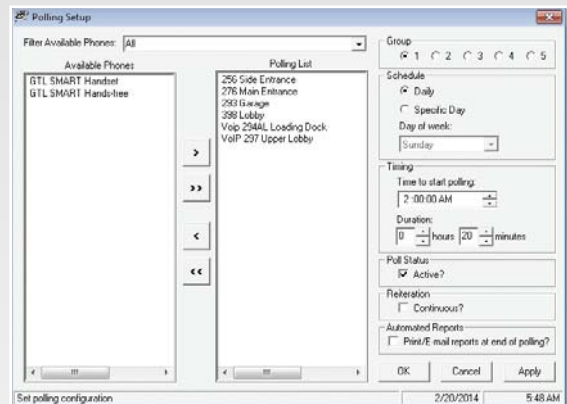 Polling Setup
Filter Available Phones: All
Available Phones
GTL SMART Handset
GTL SMART Hands-free
>
>>
<
<<
Polling List
256 Side Entrance
276 Main Entrance
293 Garage
398 Lobby
Voip 294AL Loading Dock
VoIP 297 Upper Lobby
Group
1 2 3 4 5
Schedule
Daily
Specific Day
Day of week:
Sunday
Timing
Time to start polling:
2:00:00 AM
Duration:
0 hours 20 minutes
Poll Status
Active?
Reiteration
Continuous?
Automated Reports
Print/E mail reports at end of polling?
OK Cancel Apply
Set polling configuration 2/20/2014 5:48 AM